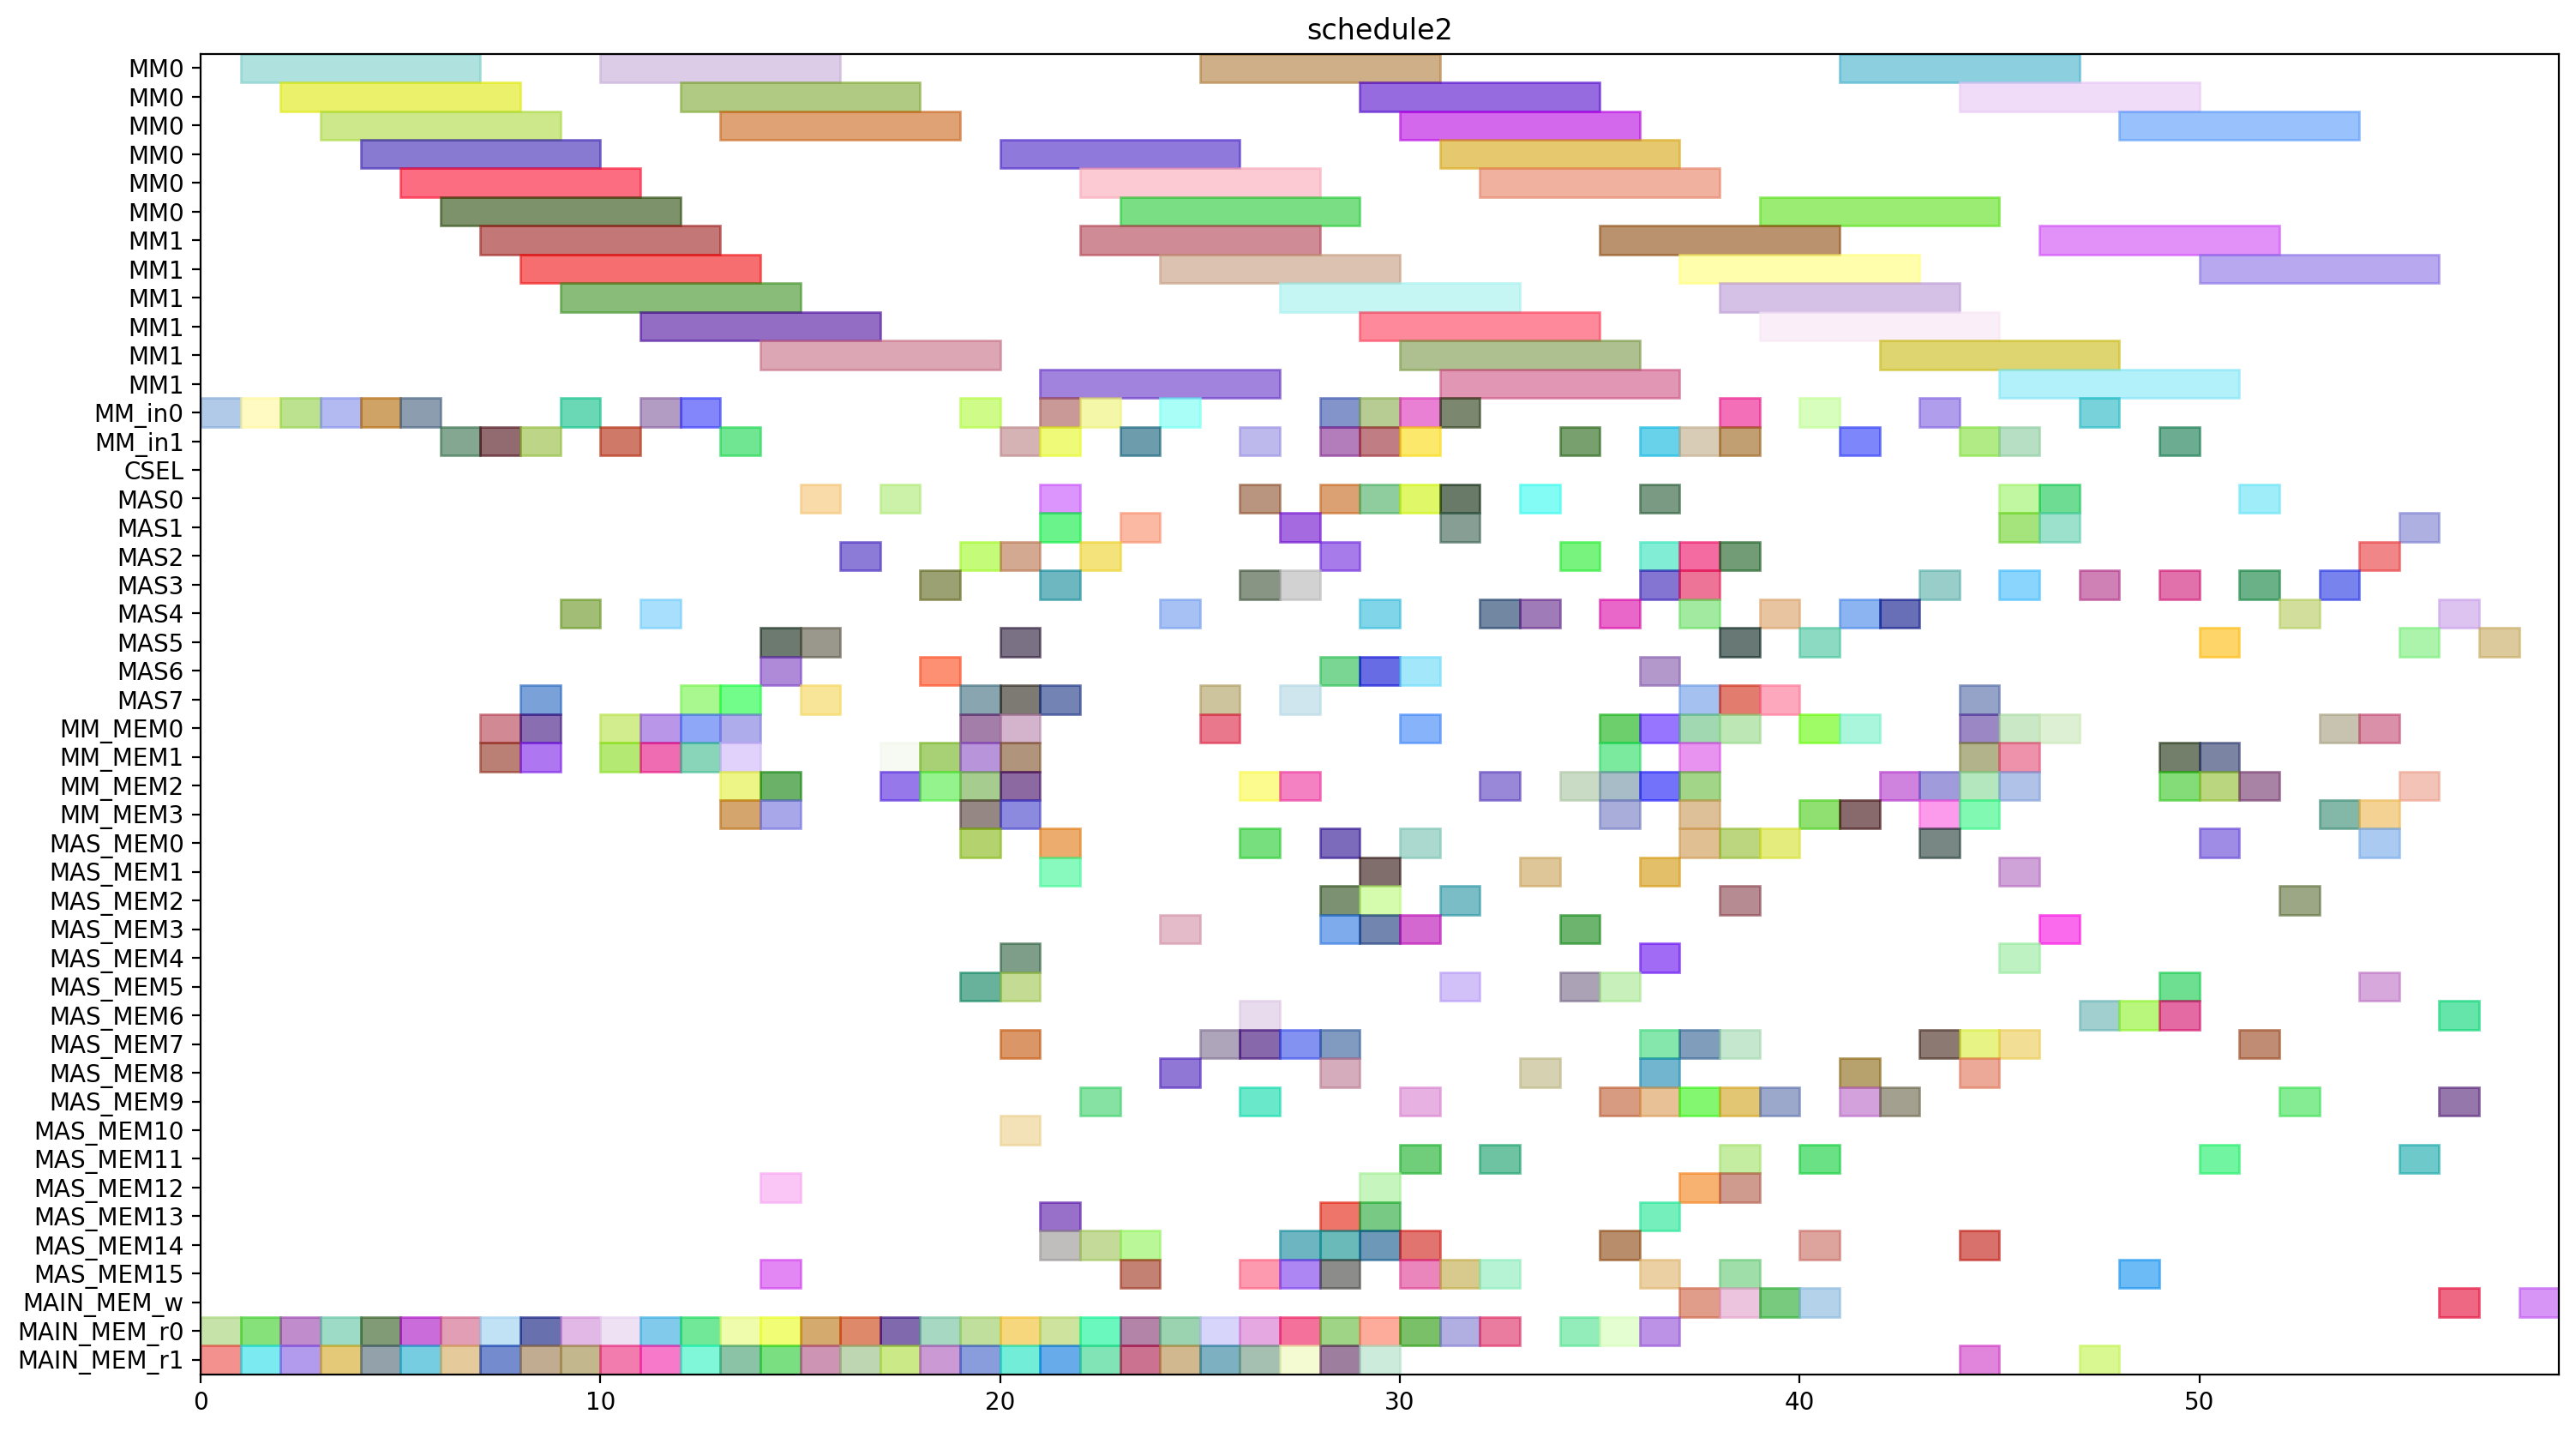 schedule2
MM0
MM0
MM0
MM0
MM0
MM0
MM1
MM1
MM1
MM1
MM1
MM1
MM_in0
MM_in1
CSEL
MAS0
MAS1
MAS2
MAS3
MAS4
MAS5
MAS6
MAS7
MM_MEM0
MM_MEM1
MM_MEM2
MM_MEM3
MAS_MEM0
MAS_MEM1
MAS_MEM2
MAS_MEM3
MAS_MEM4
MAS_MEM5
MAS_MEM6
MAS_MEM7
MAS_MEM8
MAS_MEM9
MAS_MEM10
MAS_MEM11
MAS_MEM12
MAS_MEM13
MAS_MEM14
MAS_MEM15
MAIN_MEM_w
MAIN_MEM_r0
MAIN_MEM_r1
0 10 20 30 40 50